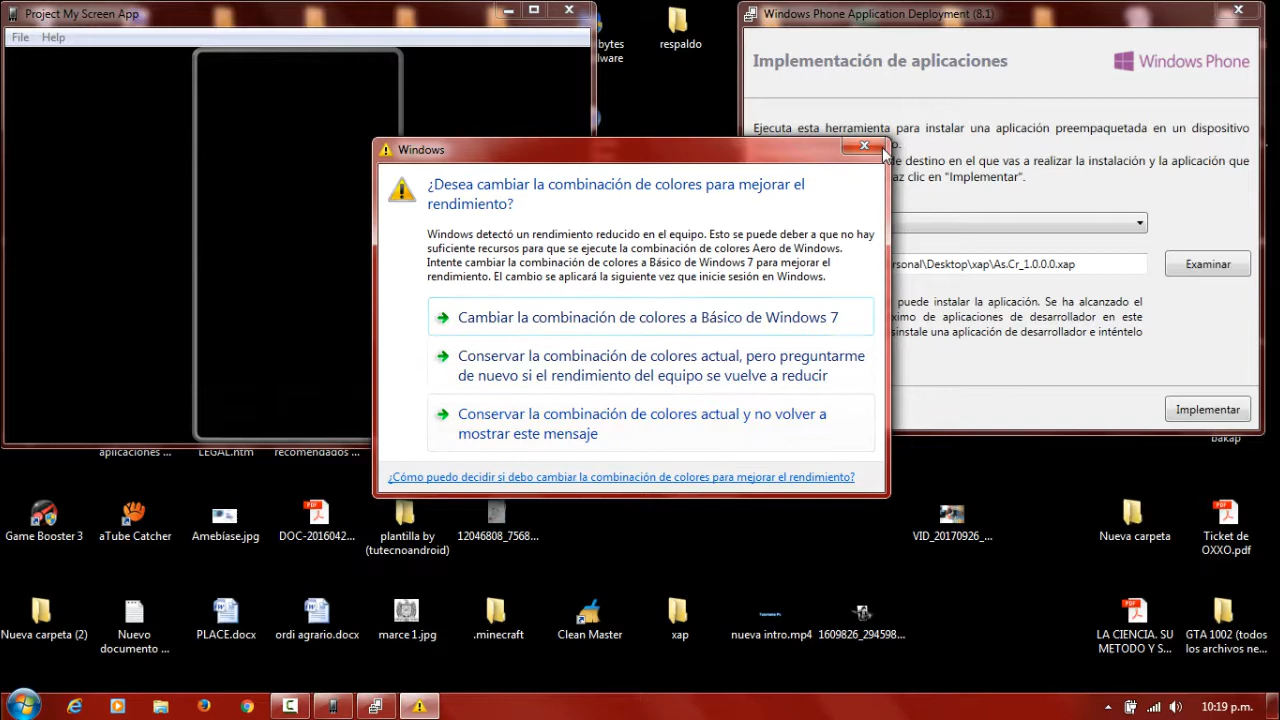 Project My Screen App
File Help
bytes
ware
respaldo
Windows Phone Application Deployment (8.1)
Implementación de aplicaciones
Windows Phone
Ejecuta esta herramienta para instalar una aplicación preempaquetada en un dispositivo
o.
de destino en el que vas a realizar la instalación y la aplicación que
az clic en "Implementar".
rsonal\Desktop\xap\As.Cr_1.0.0.0.xap
Examinar
puede instalar la aplicación. Se ha alcanzado el
ximo de aplicaciones de desarrollador en este
sinstale una aplicación de desarrollador e inténtelo
Implementar
Windows
¿Desea cambiar la combinación de colores para mejorar el
rendimiento?
Windows detectó un rendimiento reducido en el equipo. Esto se puede deber a que no hay
suficiente recursos para que se ejecute la combinación de colores Aero de Windows.
Intente cambiar la combinación de colores a Básico de Windows 7 para mejorar el
rendimiento. El cambio se aplicará la siguiente vez que inicie sesión en Windows.
Cambiar la combinación de colores a Básico de Windows 7
Conservar la combinación de colores actual, pero preguntarme
de nuevo si el rendimiento del equipo se vuelve a reducir
Conservar la combinación de colores actual y no volver a
mostrar este mensaje
¿Cómo puedo decidir si debo cambiar la combinación de colores para mejorar el rendimiento?
aplicaciones ...
LEGAL.htm
recomendados ...
bakap
Game Booster 3
aTube Catcher
Amebíase.jpg
DOC-2016042...
plantilla by
(tutecnoandroid)
12046808_7568...
VID_20170926_...
Nueva carpeta
Ticket de
OXXO.pdf
Nueva carpeta (2)
Nuevo
documento ...
PLACE.docx
ordi agrario.docx
marce 1.jpg
.minecraft
Clean Master
xap
nueva intro.mp4
1609826_294598...
LA CIENCIA. SU
METODO Y S...
GTA 1002 (todos
los archivos ne...
10:19 p.m.